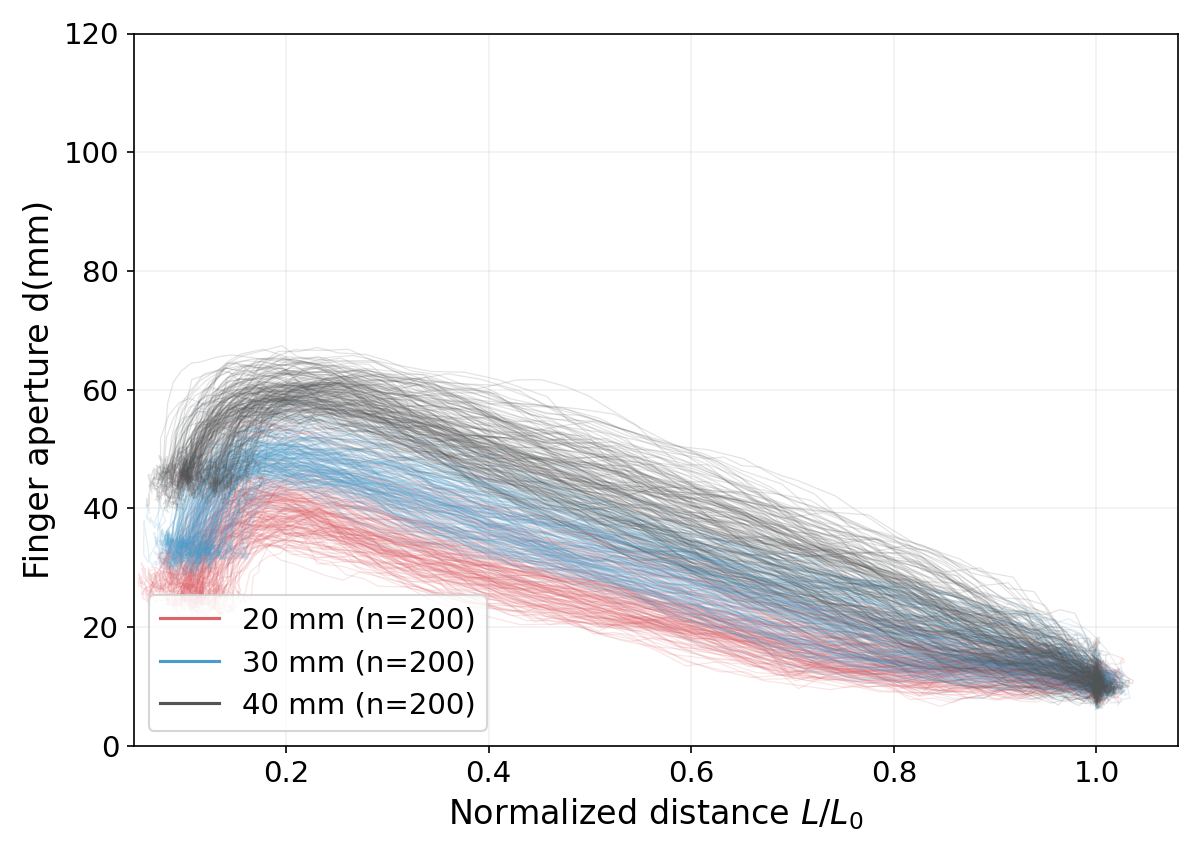 120
100
80
60
40
20
0
Finger aperture d(mm)
20 mm (n=200)
30 mm (n=200)
40 mm (n=200)
0.2 0.4 0.6 0.8 1.0
Normalized distance L/L₀